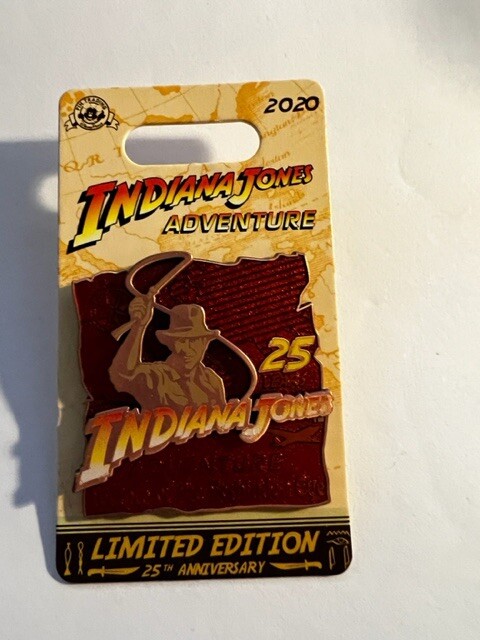 2020
INDIANA JONES
ADVENTURE
25
INDIANA JONES
LIMITED EDITION
25TH ANNIVERSARY